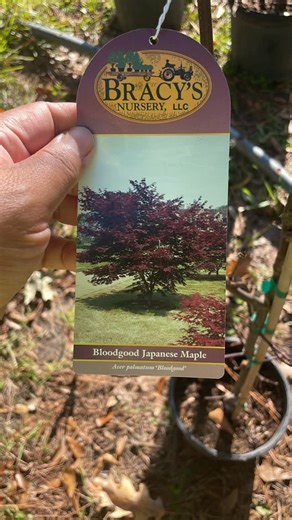 BRACY'S
NURSERY, LLC
Bloodgood Japanese Maple
Acer palmatum 'Bloodgood'